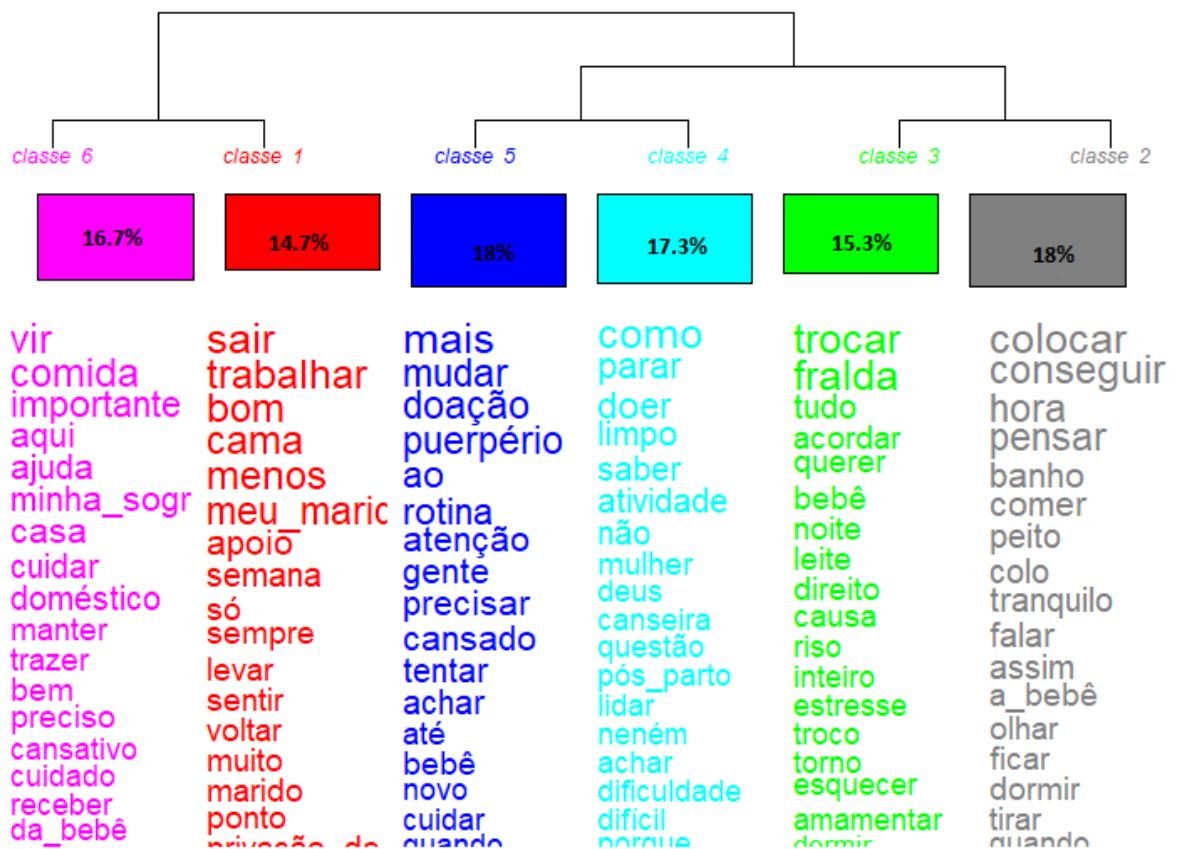 classe 6
classe 1
classe 5
classe 4
classe 3
classe 2
16.7%
14.7%
18%
17.3%
15.3%
18%
vir
comida
importante
aqui
ajuda
minha_sogr
casa
cuidar
doméstico
manter
trazer
bem
preciso
cansativo
cuidado
receber
da_bebê
sair
trabalhar
bom
cama
menos
meu_maric
apoio
semana
só
sempre
levar
sentir
voltar
muito
marido
ponto
privação_do
mais
mudar
doação
puerpério
ao
rotina
atenção
gente
precisar
cansado
tentar
achar
até
bebê
novo
cuidar
quando
como
parar
doer
limpo
saber
atividade
não
mulher
deus
canseira
questão
pós_parto
lidar
neném
achar
dificuldade
difícil
porque
trocar
fralda
tudo
acordar
querer
bebê
noite
leite
direito
causa
riso
inteiro
estresse
troco
torno
esquecer
amamentar
dormir
colocar
conseguir
hora
pensar
banho
comer
peito
colo
tranquilo
falar
assim
a_bebê
olhar
ficar
dormir
tirar
quando